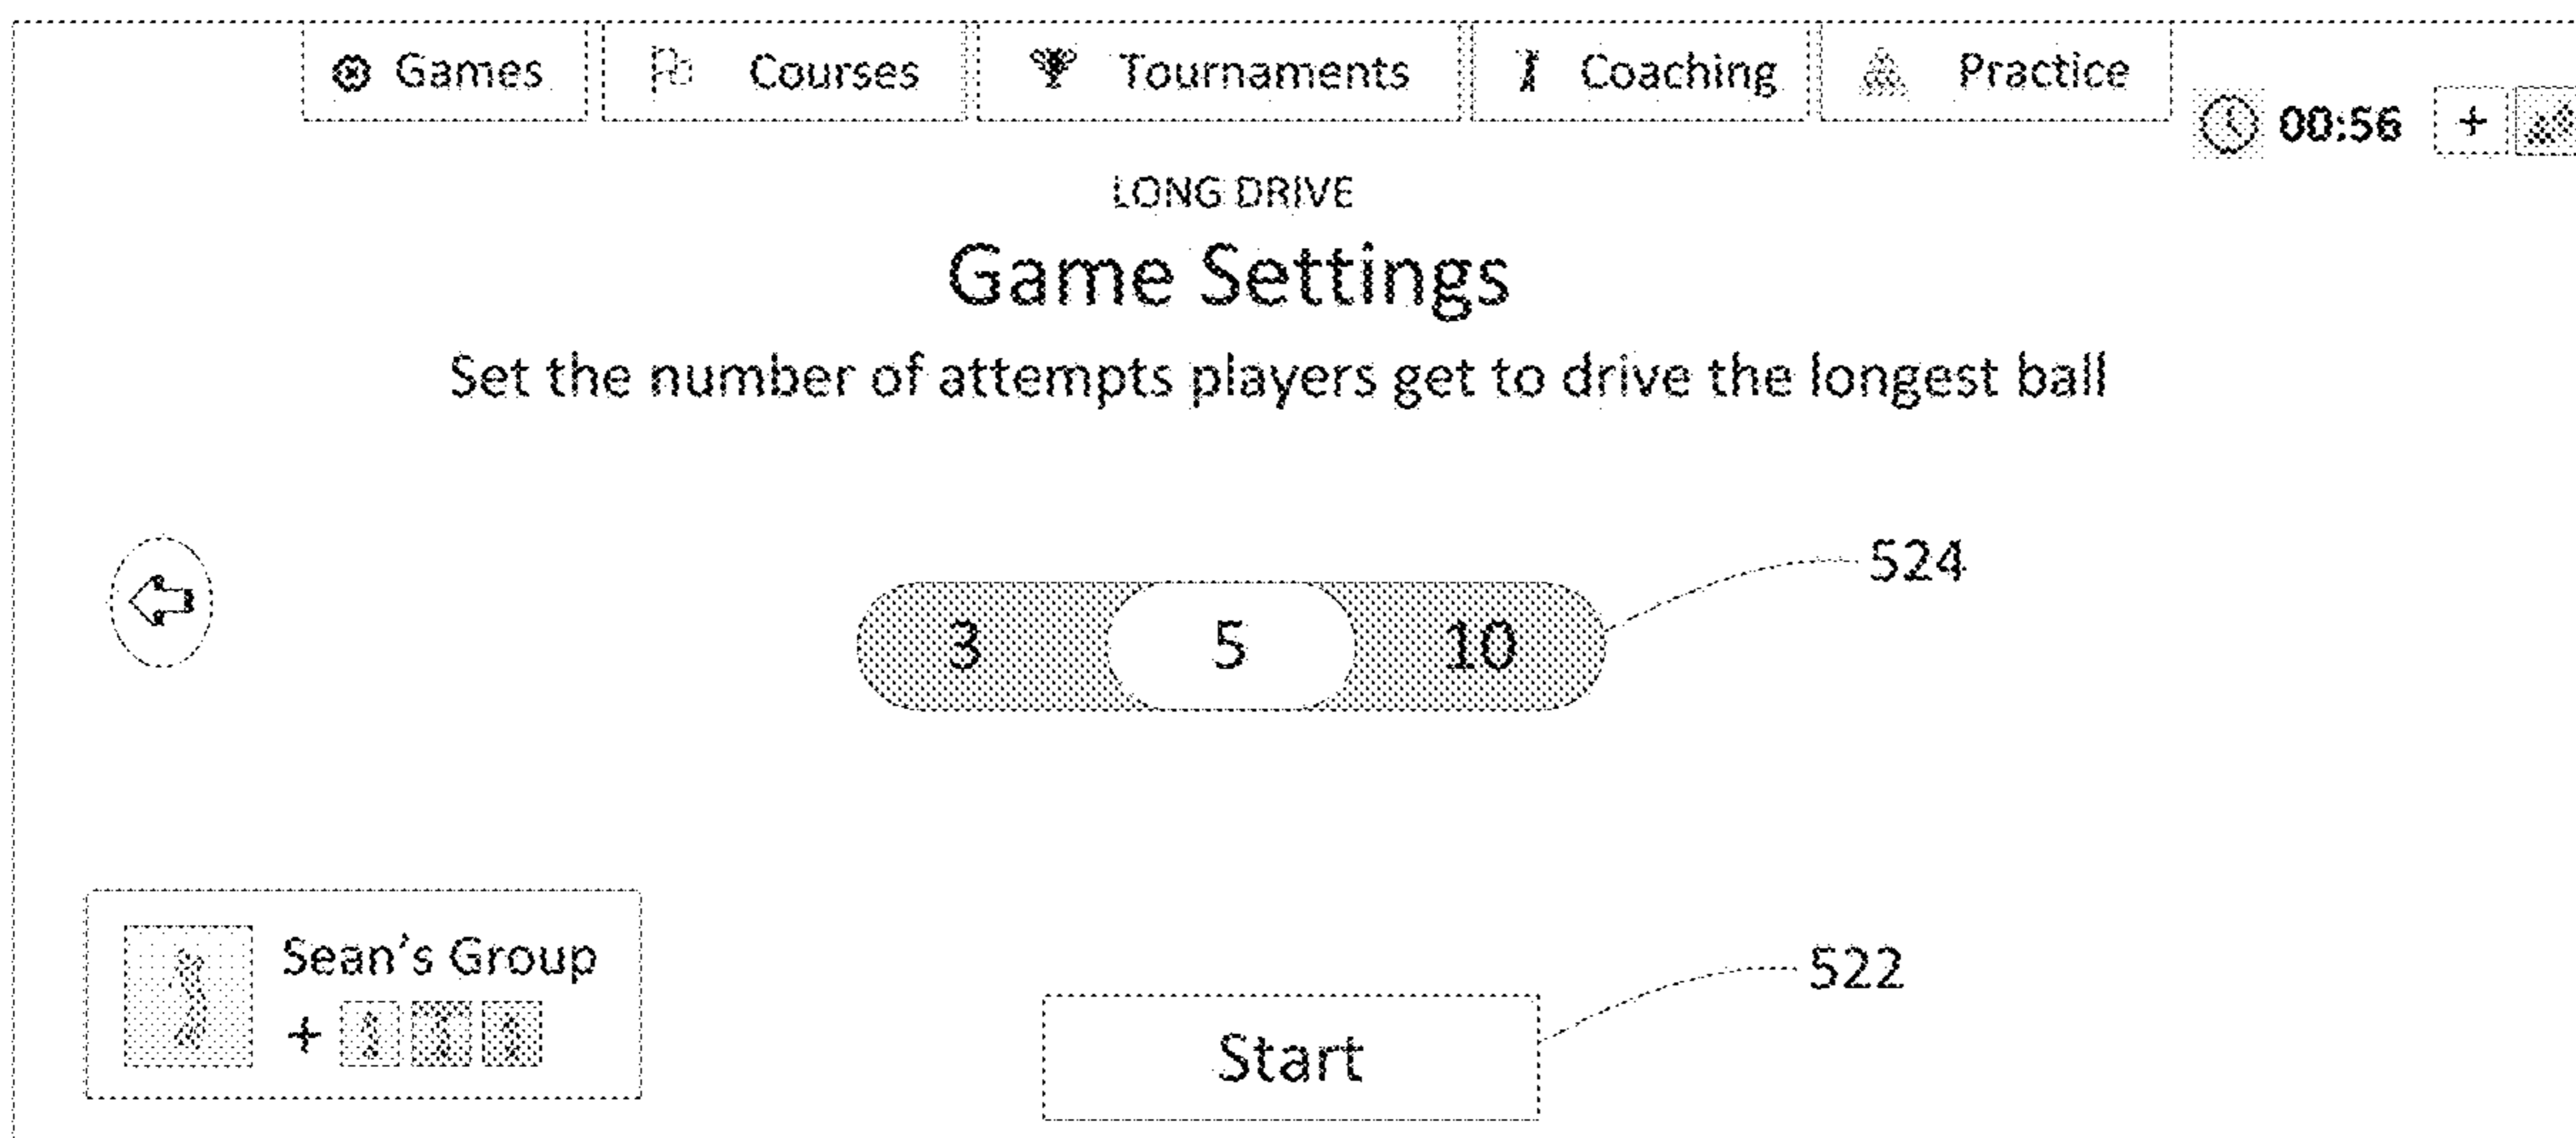 Games Courses Tournaments Coaching Practice
00:56 +
LONG DRIVE
Game Settings
Set the number of attempts players get to drive the longest ball
524
3 5 10
Sean's Group
+
522
Start